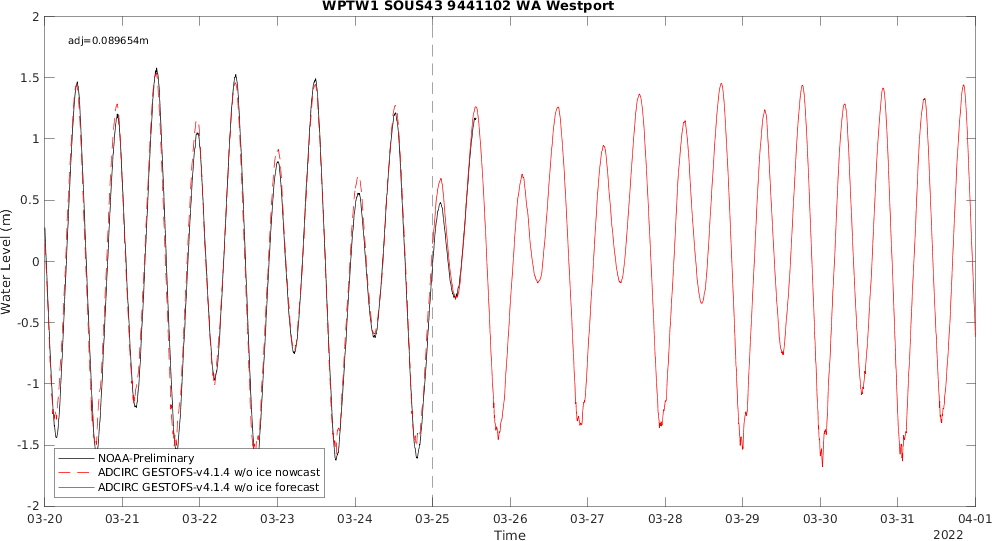 WPTW1 SOUS43 9441102 WA Westport
adj=0.089654m
2
1.5
1
0.5
0
-0.5
-1
-1.5
-2
Water Level (m)
NOAA-Preliminary
ADCIRC GESTOFS-v4.1.4 w/o ice nowcast
ADCIRC GESTOFS-v4.1.4 w/o ice forecast
03-20 03-21 03-22 03-23 03-24 03-25 03-26 03-27 03-28 03-29 03-30 03-31 04-01
Time
2022